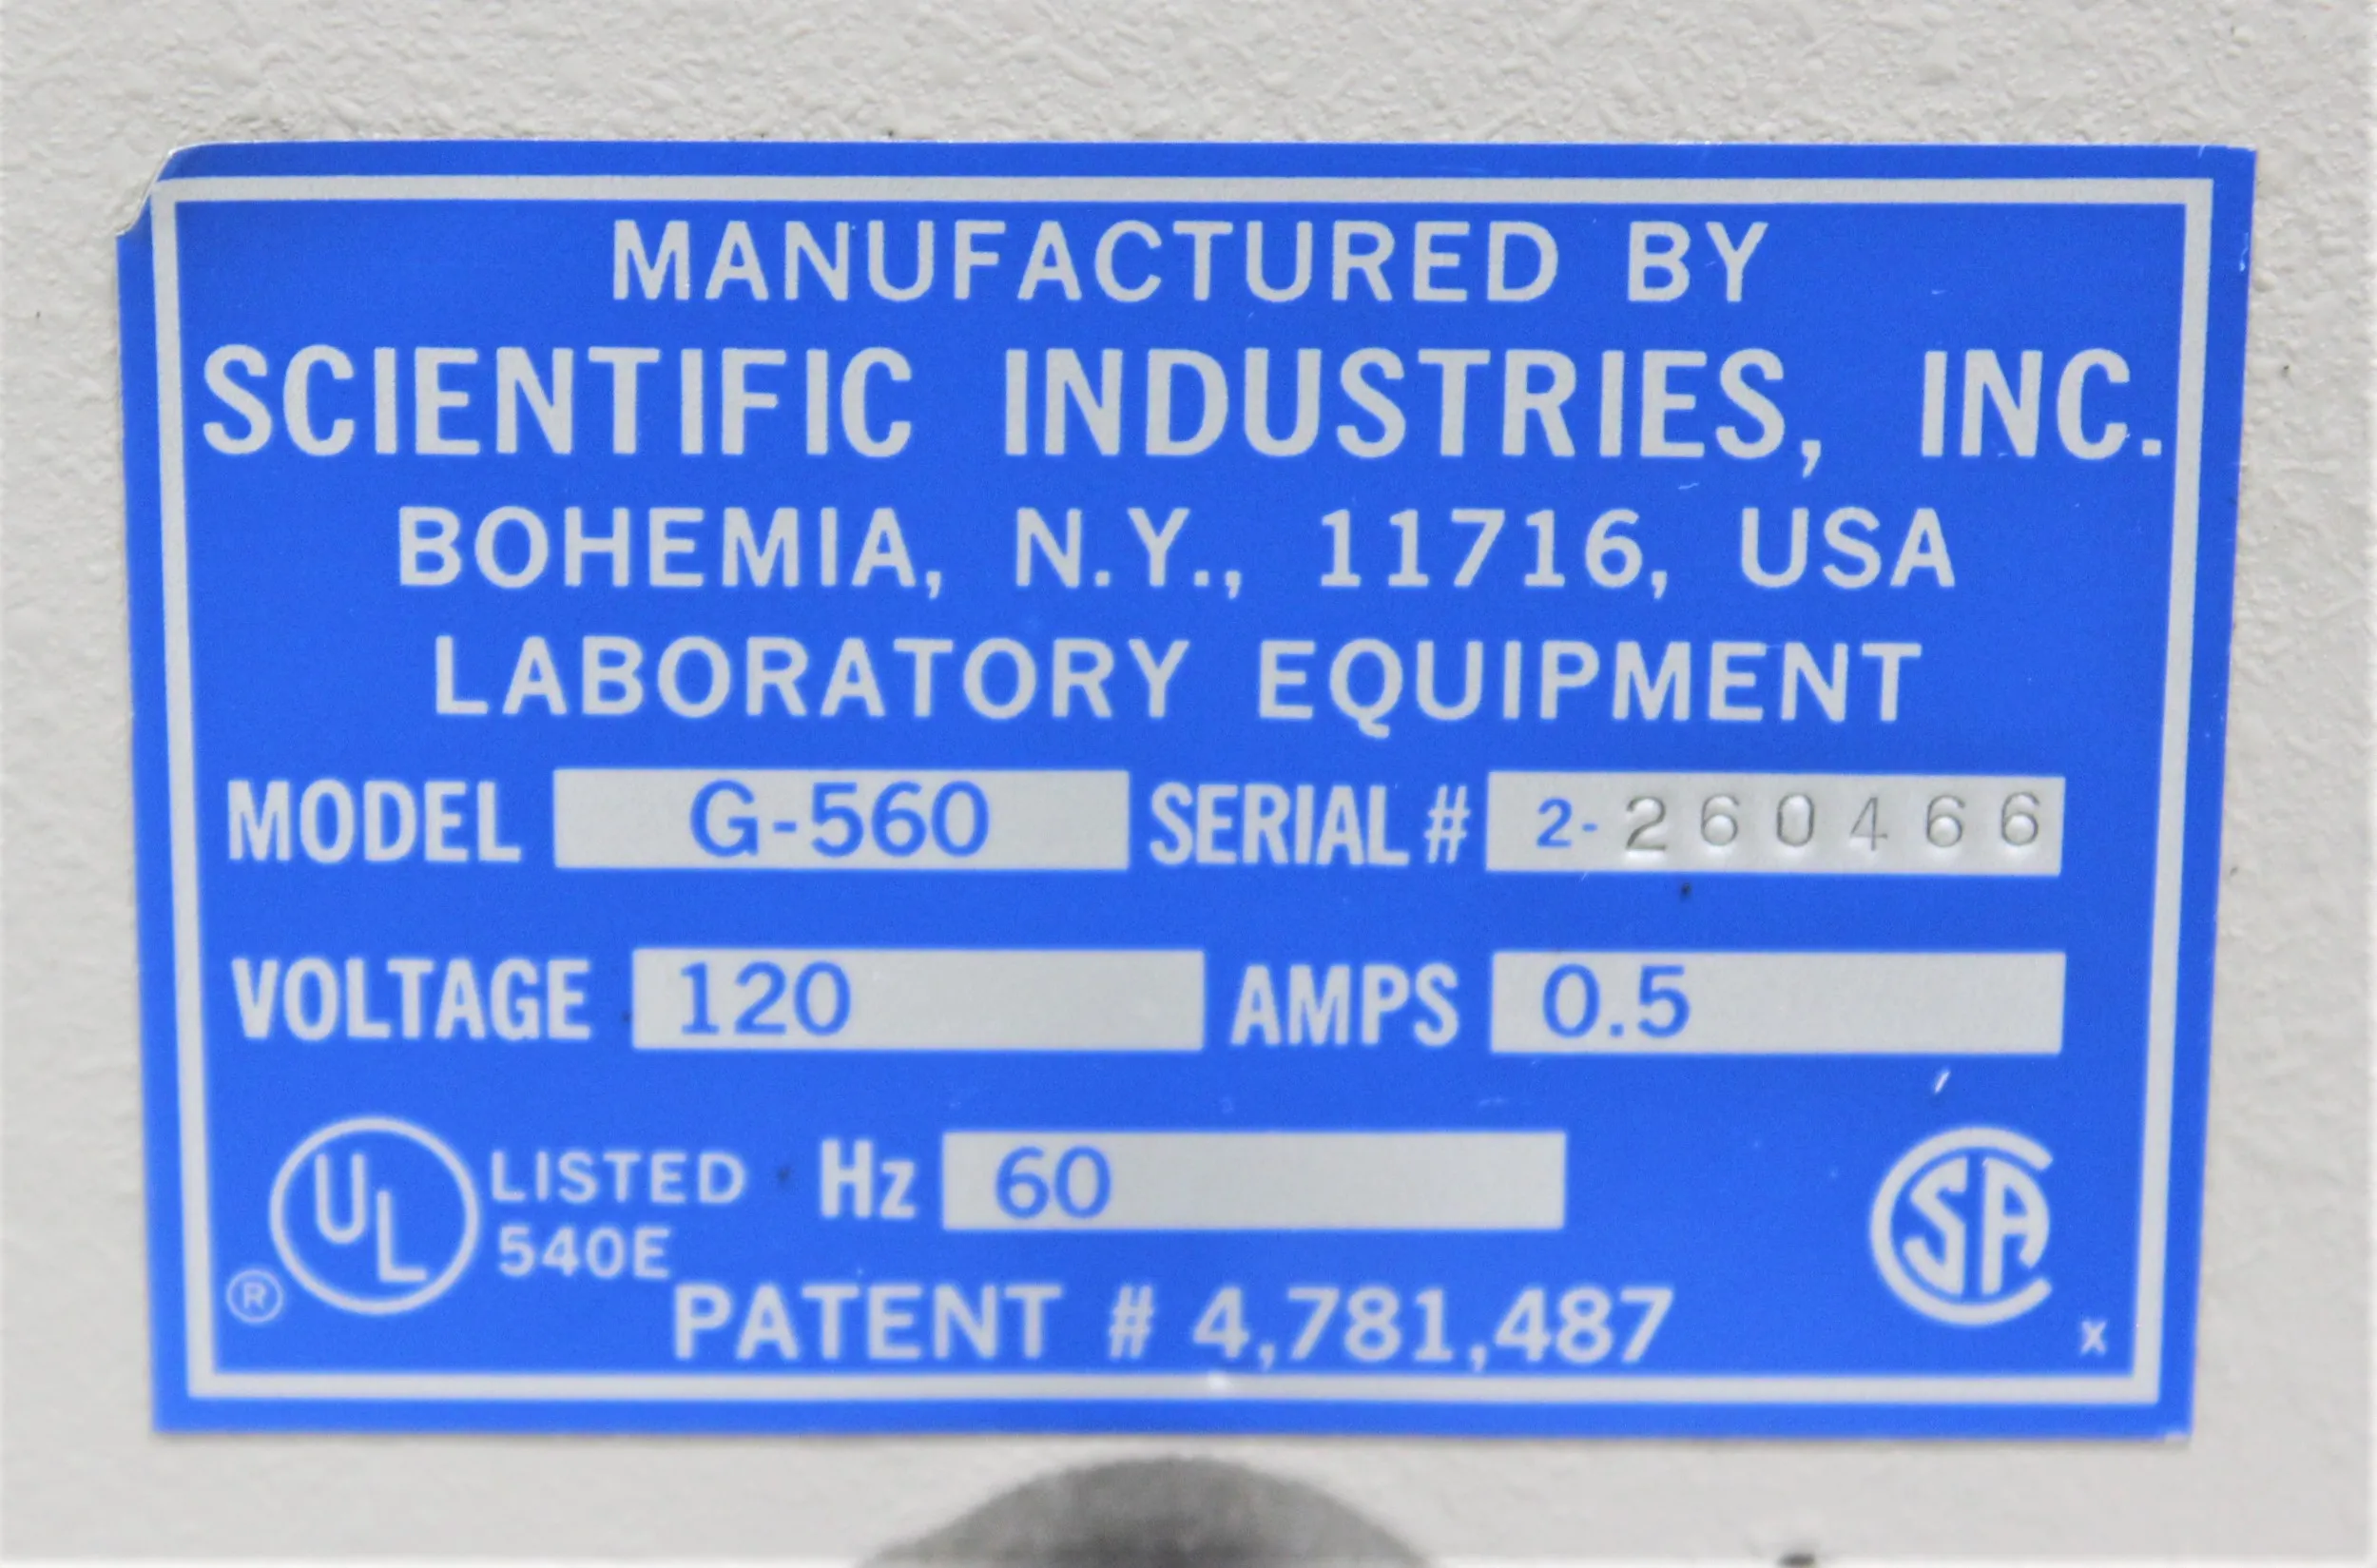 MANUFACTURED BY
SCIENTIFIC INDUSTRIES, INC.
BOHEMIA, N.Y., 11716, USA
LABORATORY EQUIPMENT
MODEL G-560 SERIAL # 2-260466
VOLTAGE 120 AMPS 0.5
UL LISTED Hz 60 SA
540E
® PATENT # 4,781,487 x